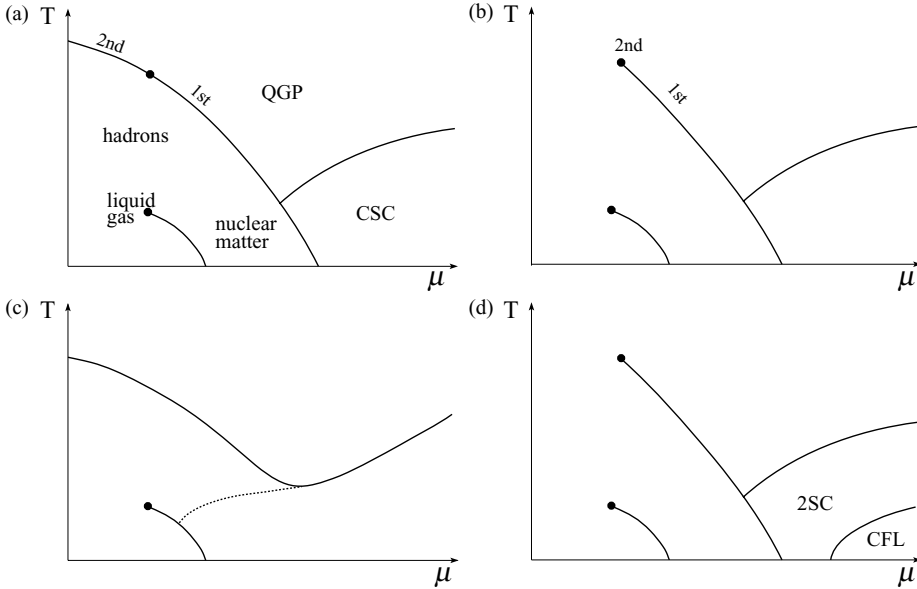 (a)
T
2nd
1st
QGP
hadrons
liquid
gas
nuclear
matter
CSC
μ
(b)
T
2nd
1st
μ
(c)
T
μ
(d)
T
2SC
CFL
μ